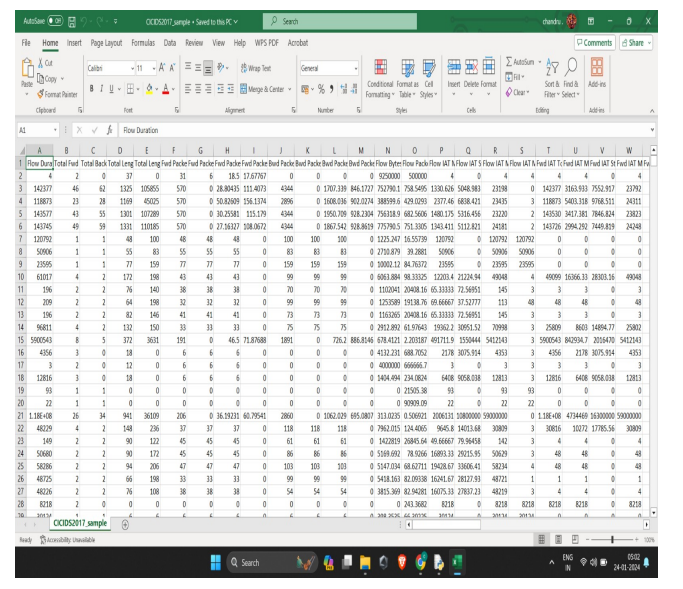 AutoSave Off CICIDS2017_sample • Saved to this PC Search chandru .
File Home Insert Page Layout Formulas Data Review View Help WPS PDF Acrobat Comments Share
Paste Cut Copy Format Painter Calibri 11 Wrap Text General Conditional Formatting Format as Table Cell Styles Insert Delete Format AutoSum Fill Clear Sort & Filter Find & Select Add-ins
Clipboard Font Alignment Number Styles Cells Editing Add-ins
Merge & Center
A1 fx Flow Duration
A B C D E F G H I J K L M N O P Q R S T U V W
1 Flow Dura Total Fwd Total Back Total Leng Total Leng Fwd Packe Fwd Packe Fwd Packe Fwd Packe Bwd Packe Bwd Packe Bwd Packe Bwd Packe Flow Bytes Flow Packe Flow IAT M Flow IAT S Flow IAT M Flow IAT M Fwd IAT To Fwd IAT M Fwd IAT St Fwd IAT M
2 4 2 0 37 0 31 6 18.5 17.67767 0 0 0 0 9250000 500000 4 0 4 4 4 4 0 4
3 142377 46 62 1325 105855 570 0 28.80435 111.4073 4344 0 1707.339 846.1727 752790.1 758.5495 1330.626 5048.983 23198 0 142377 3163.933 7552.917 23792
4 118873 23 28 1169 45025 570 0 50.82609 156.1374 2896 0 1608.036 902.0274 388599.6 429.0293 2377.46 6838.421 23435 3 118873 5403.318 9768.511 24311
5 143577 43 55 1301 107289 570 0 30.25581 115.179 4344 0 1950.709 928.2304 756318.9 682.5606 1480.175 5316.456 23220 2 143530 3417.381 7846.824 23823
6 143745 49 59 1331 110185 570 0 27.16327 108.0672 4344 0 1867.542 928.8619 775790.5 751.3305 1343.411 5112.821 24181 2 143726 2994.292 7449.819 24248
7 120792 1 1 48 100 48 48 48 0 100 100 100 0 1225.247 16.55739 120792 0 120792 120792 0 0 0 0
8 50906 1 1 55 83 55 55 55 0 83 83 83 0 2710.879 39.2881 50906 0 50906 50906 0 0 0 0
9 23595 1 1 77 159 77 77 77 0 159 159 159 0 10002.12 84.76372 23595 0 23595 23595 0 0 0 0
10 61017 4 2 172 198 43 43 43 0 99 99 99 0 6063.884 98.33325 12203.4 21224.94 49048 4 49099 16366.33 28303.16 49048
11 196 2 2 76 140 38 38 38 0 70 70 70 0 1102041 20408.16 65.33333 72.56951 145 3 3 3 0 3
12 209 2 2 64 198 32 32 32 0 99 99 99 0 1253589 19138.76 69.66667 37.52777 113 48 48 48 0 48
13 196 2 2 82 146 41 41 41 0 73 73 73 0 1163265 20408.16 65.33333 72.56951 145 3 3 3 0 3
14 96811 4 2 132 150 33 33 33 0 75 75 75 0 2912.892 61.97643 19362.2 30951.52 70998 3 25809 8603 14894.77 25802
15 5900543 8 5 372 3631 191 0 46.5 71.87688 1891 0 726.2 886.8146 678.4121 2.203187 491711.9 1550444 5412143 3 5900543 842934.7 2016470 5412143
16 4356 3 0 18 0 6 6 6 0 0 0 0 0 4132.231 688.7052 2178 3075.914 4353 3 4356 2178 3075.914 4353
17 3 2 0 12 0 6 6 6 0 0 0 0 0 4000000 666666.7 3 0 3 3 3 3 0 3
18 12816 3 0 18 0 6 6 6 0 0 0 0 0 1404.494 234.0824 6408 9058.038 12813 3 12816 6408 9058.038 12813
19 93 1 1 0 0 0 0 0 0 0 0 0 0 0 21505.38 93 0 93 93 0 0 0 0
20 22 1 1 0 0 0 0 0 0 0 0 0 0 0 90909.09 22 0 22 22 0 0 0 0
21 1.18E+08 26 34 941 36109 206 0 36.19231 60.79541 2860 0 1062.029 695.0807 313.0235 0.506921 2006131 10800000 59000000 2 1.18E+08 4734469 16300000 59000000
22 48229 4 2 148 236 37 37 37 0 118 118 118 0 7962.015 124.4065 9645.8 14013.68 30809 3 30816 10272 17785.56 30809
23 149 2 2 90 122 45 45 45 0 61 61 61 0 1422819 26845.64 49.66667 79.96458 142 3 4 4 0 4
24 50680 2 2 90 172 45 45 45 0 86 86 86 0 5169.692 78.9266 16893.33 29215.95 50629 3 48 48 0 48
25 58286 2 2 94 206 47 47 47 0 103 103 103 0 5147.034 68.62711 19428.67 33606.41 58234 4 48 48 0 48
26 48725 2 2 66 198 33 33 33 0 99 99 99 0 5418.163 82.09338 16241.67 28127.93 48721 1 3 3 0 3
27 48226 2 2 76 108 38 38 38 0 54 54 54 0 3815.369 82.94281 16075.33 27837.23 48219 3 4 4 0 4
28 8218 2 0 0 0 0 0 0 0 0 0 0 0 0 243.3682 8218 0 8218 8218 8218 8218 0 8218
CICIDS2017_sample
Ready Accessibility: Unavailable 100%
Search ENG IN 05:02 24-01-2024